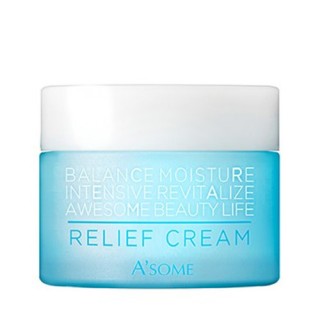 BALANCE MOISTURE
INTENSIVE REVITALIZE
AWESOME BEAUTY LIFE
RELIEF CREAM
A'SOME